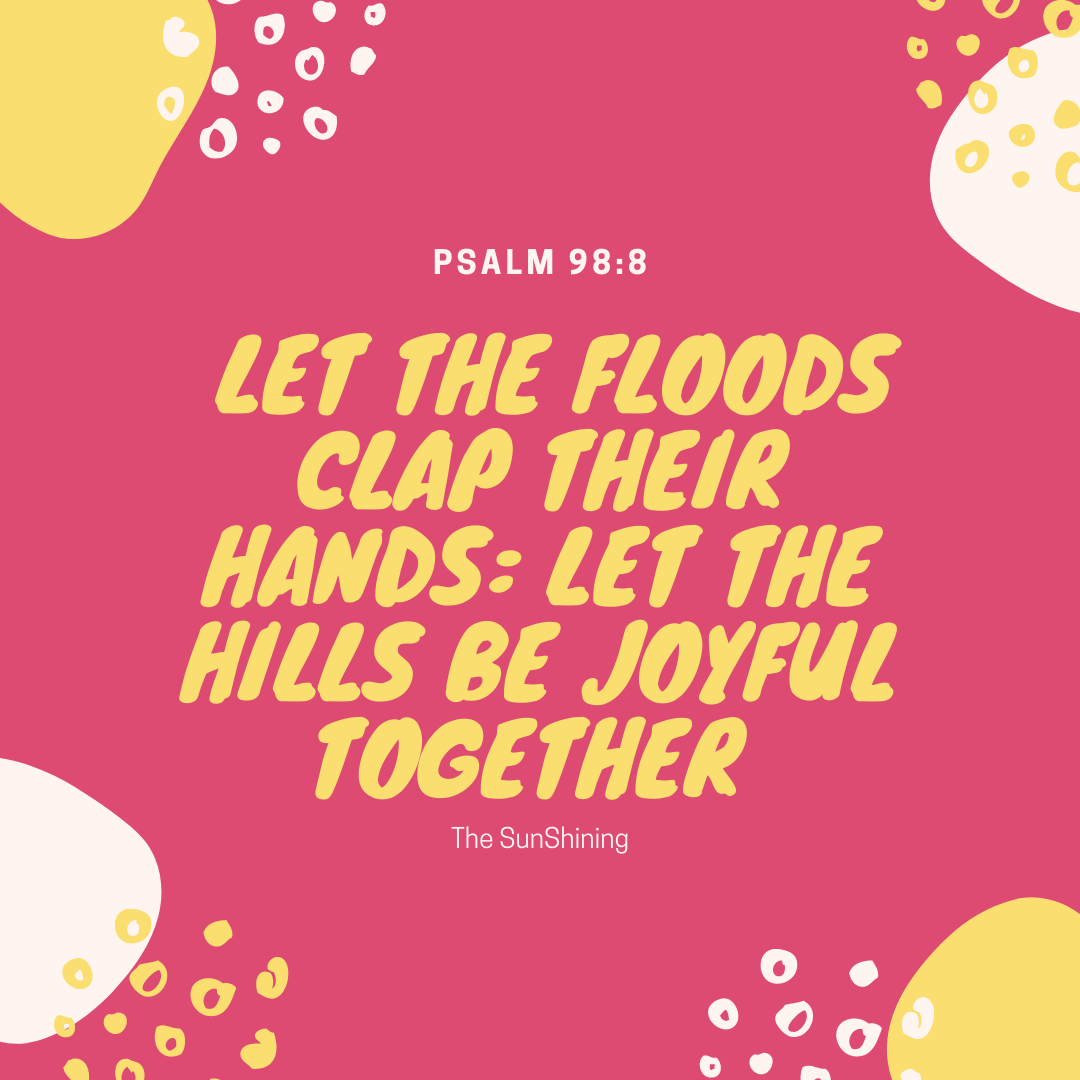 PSALM 98:8
LET THE FLOODS
CLAP THEIR
HANDS: LET THE
HILLS BE JOYFUL
TOGETHER
The SunShining